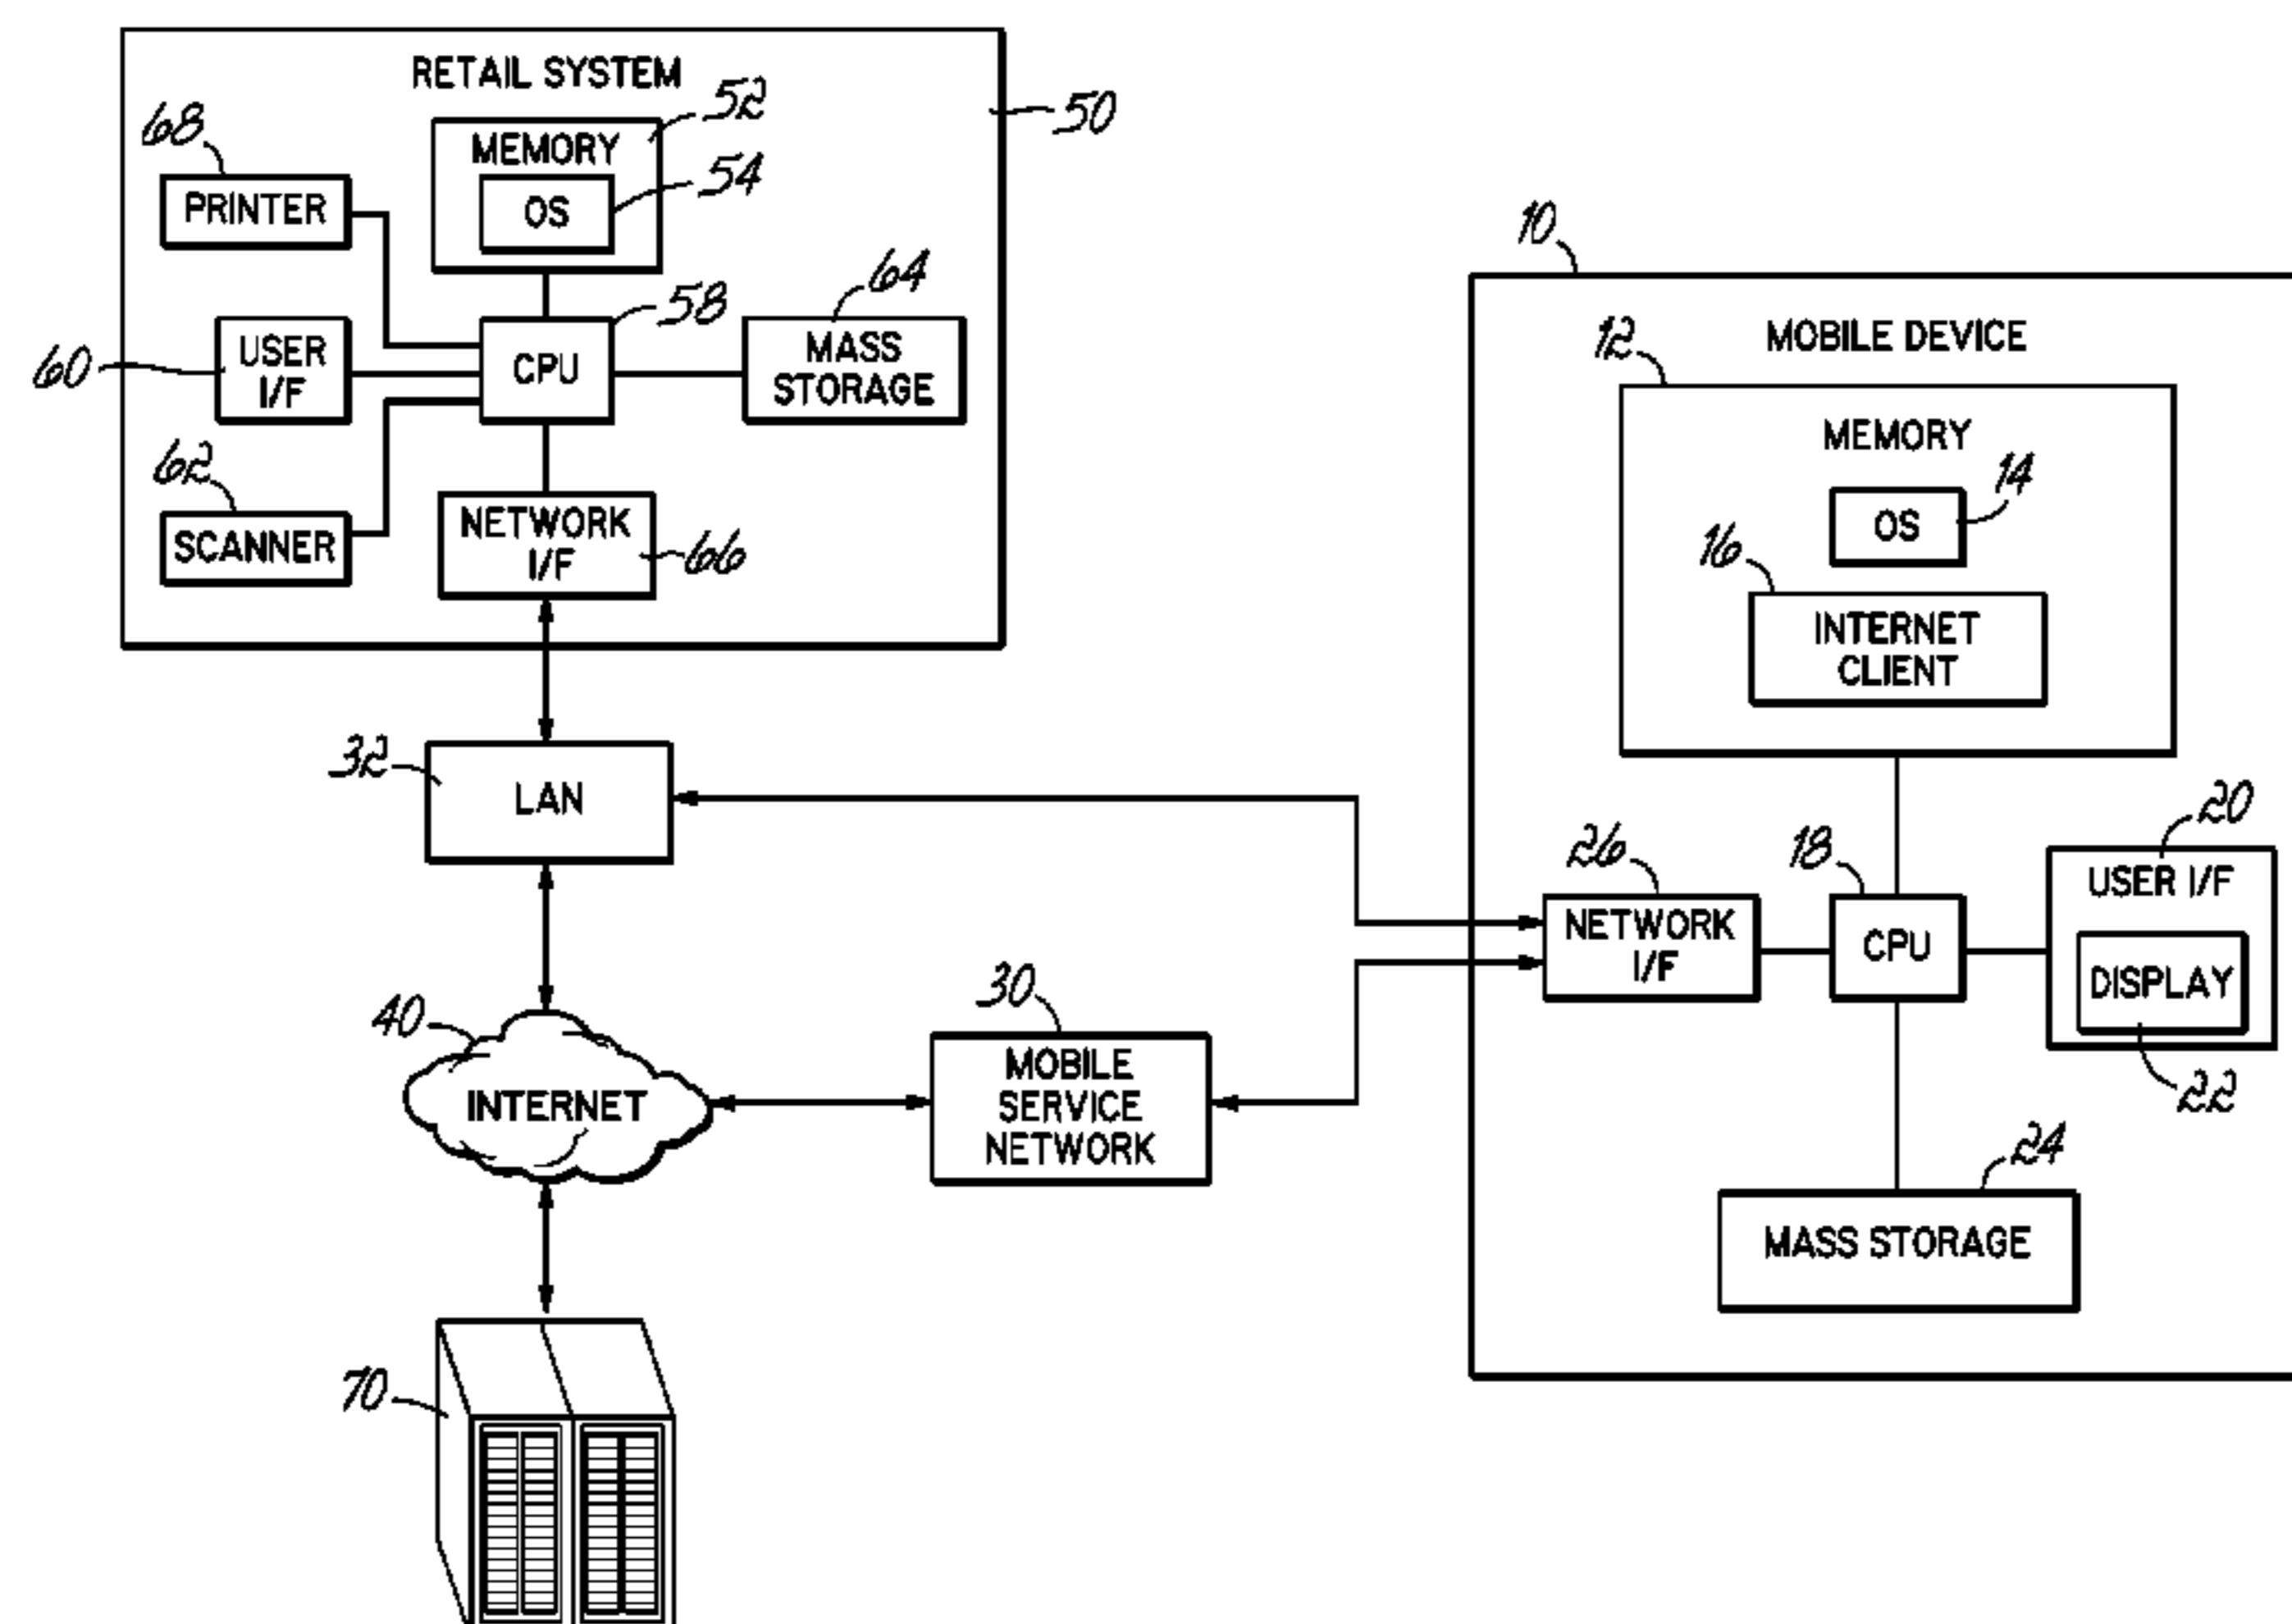 RETAIL SYSTEM
52
50
68
MEMORY
54
PRINTER
OS
64
58
60
USER
I/F
CPU
MASS
STORAGE
62
SCANNER
NETWORK
I/F
66
10
MOBILE DEVICE
12
MEMORY
14
OS
16
INTERNET
CLIENT
32
LAN
26
18
20
NETWORK
I/F
CPU
USER I/F
DISPLAY
22
40
INTERNET
30
MOBILE
SERVICE
NETWORK
24
MASS STORAGE
70